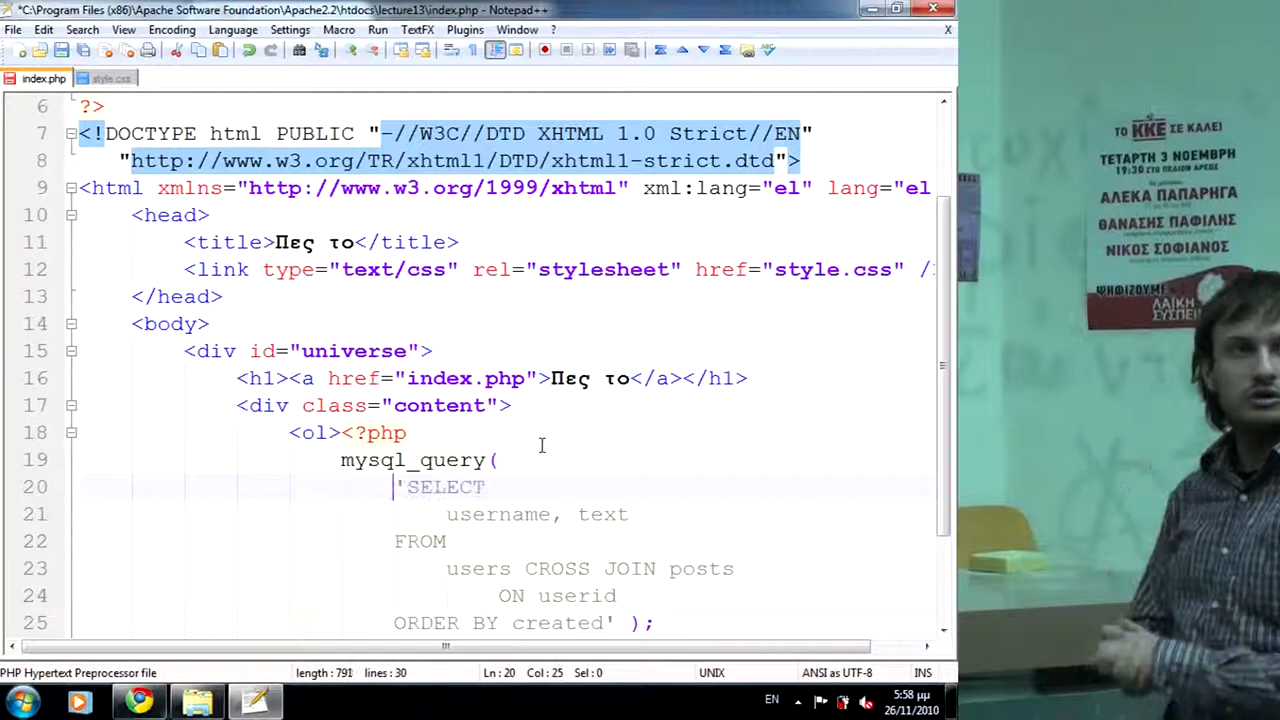 *C:\Program Files (x86)\Apache Software Foundation\Apache2.2\htdocs\lecture13\index.php - Notepad++
File Edit Search View Encoding Language Settings Macro Run TextFX Plugins Window ? X
index.php style.css
6 ?>
7 <!DOCTYPE html PUBLIC "-//W3C//DTD XHTML 1.0 Strict//EN"
8 "http://www.w3.org/TR/xhtml1/DTD/xhtml1-strict.dtd">
9 <html xmlns="http://www.w3.org/1999/xhtml" xml:lang="el" lang="el
10 <head>
11 <title>Πες το</title>
12 <link type="text/css" rel="stylesheet" href="style.css" /
13 </head>
14 <body>
15 <div id="universe">
16 <h1><a href="index.php">Πες το</a></h1>
17 <div class="content">
18 <ol><?php
19 mysql_query(
20 'SELECT
21 username, text
22 FROM
23 users CROSS JOIN posts
24 ON userid
25 ORDER BY created' );
PHP Hypertext Preprocessor file length : 791 lines : 30 Ln : 20 Col : 25 Sel : 0 UNIX ANSI as UTF-8 INS
EN 5:58 μμ
26/11/2010
ΤΟ ΚΚΕ ΣΕ ΚΑΛΕΙ
ΤΕΤΑΡΤΗ 3 ΝΟΕΜΒΡΗ
19:30 ΣΤΟ ΠΕΔΙΟΝ ΑΡΕΩΣ
ΑΛΕΚΑ ΠΑΠΑΡΗΓΑ
ΘΑΝΑΣΗΣ ΠΑΦΙΛΗΣ
ΝΙΚΟΣ ΣΟΦΙΑΝΟΣ
ΨΗΦΙΖΟΥΜΕ
ΛΑΪΚΗ
ΣΥΣΠΕΙ